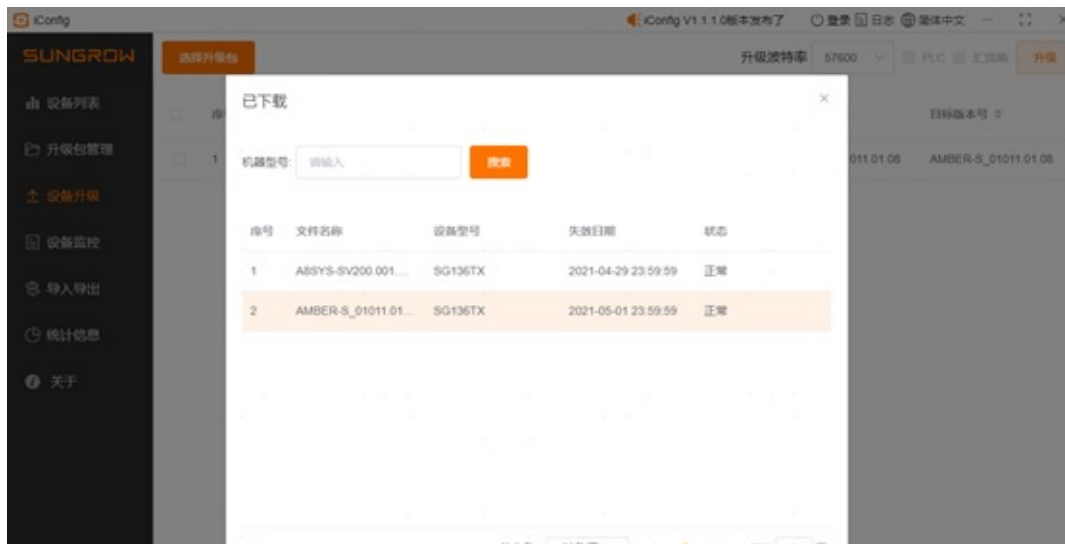 iConfig
iConfig V1.1.1.0版本发布了 登录 日志 简体中文
SUNGROW 选择升级包 升级波特率 57600 PLC 汇流箱 升级
设备列表
升级包管理
设备升级
设备监控
导入导出
统计信息
关于
目标版本号
1 011.01.08 AMBER-S_01011.01.08
已下载
机器型号: 请输入 搜索
序号 文件名称 设备型号 失效日期 状态
1 A8SYS-SV200.001.... SG136TX 2021-04-29 23:59:59 正常
2 AMBER-S_01011.01... SG136TX 2021-05-01 23:59:59 正常